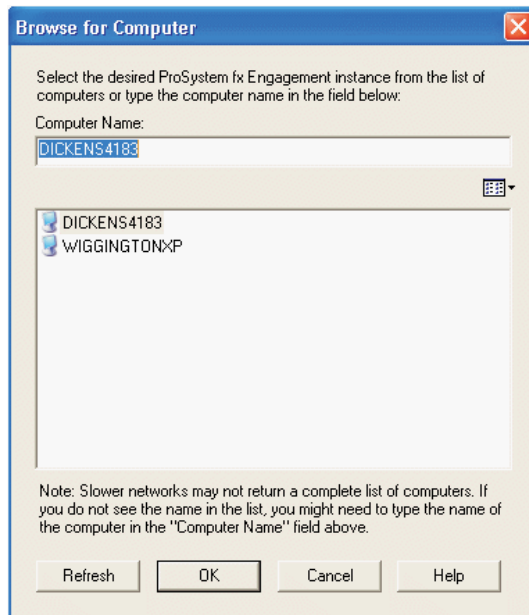 Browse for Computer
Select the desired ProSystem fx Engagement instance from the list of
computers or type the computer name in the field below:
Computer Name:
DICKENS4183
DICKENS4183
WIGGINGTONXP
Note: Slower networks may not return a complete list of computers. If
you do not see the name in the list, you might need to type the name of
the computer in the "Computer Name" field above.
Refresh OK Cancel Help